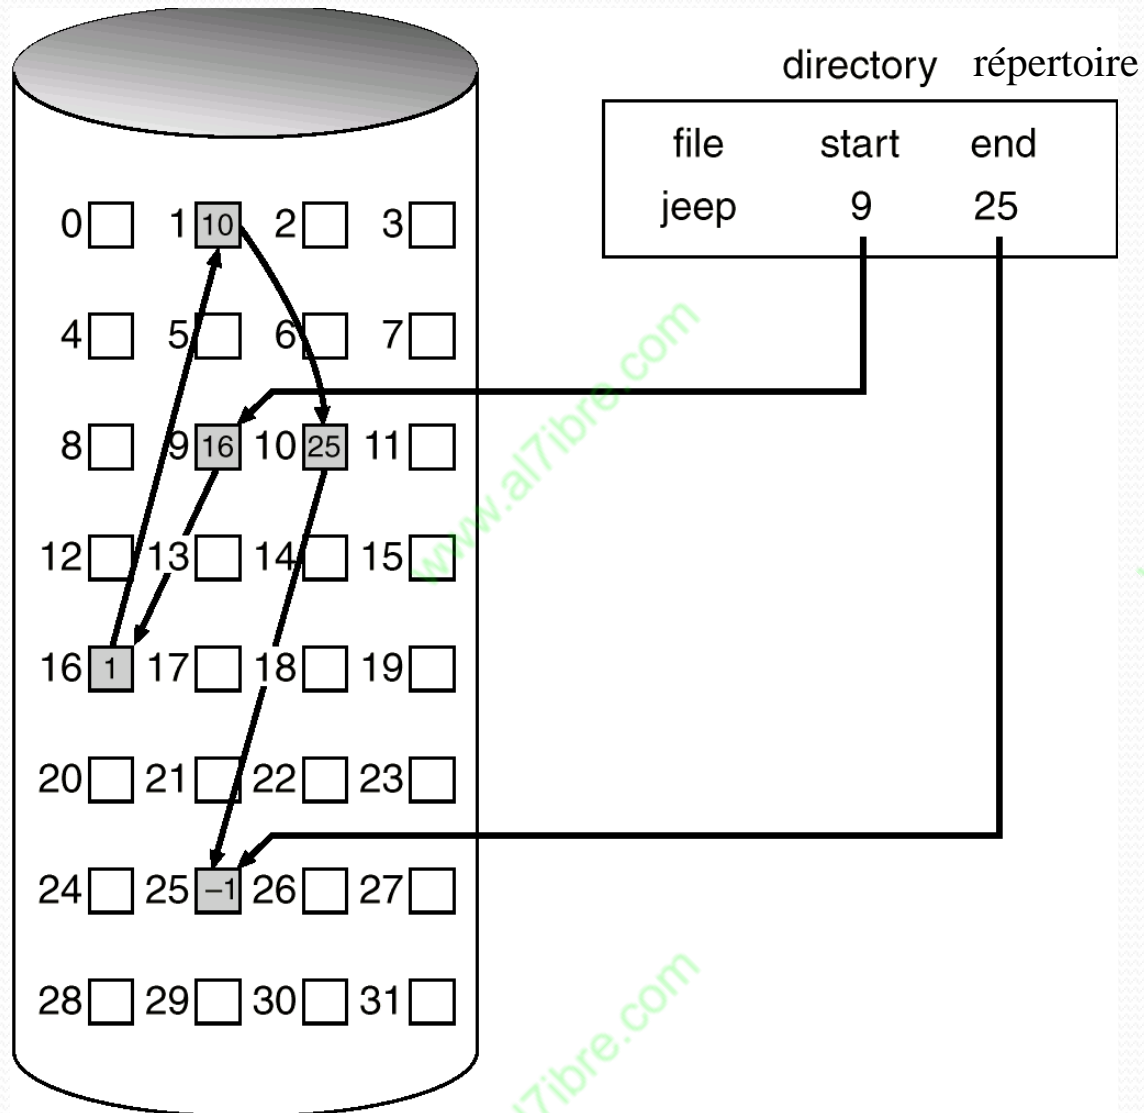 directory répertoire
file start end
jeep 9 25
0 1 10 2 3
4 5 6 7
8 9 16 10 25 11
12 13 14 15
16 1 17 18 19
20 21 22 23
24 25 –1 26 27
28 29 30 31
www.al7ibre.com
l7ibre.com